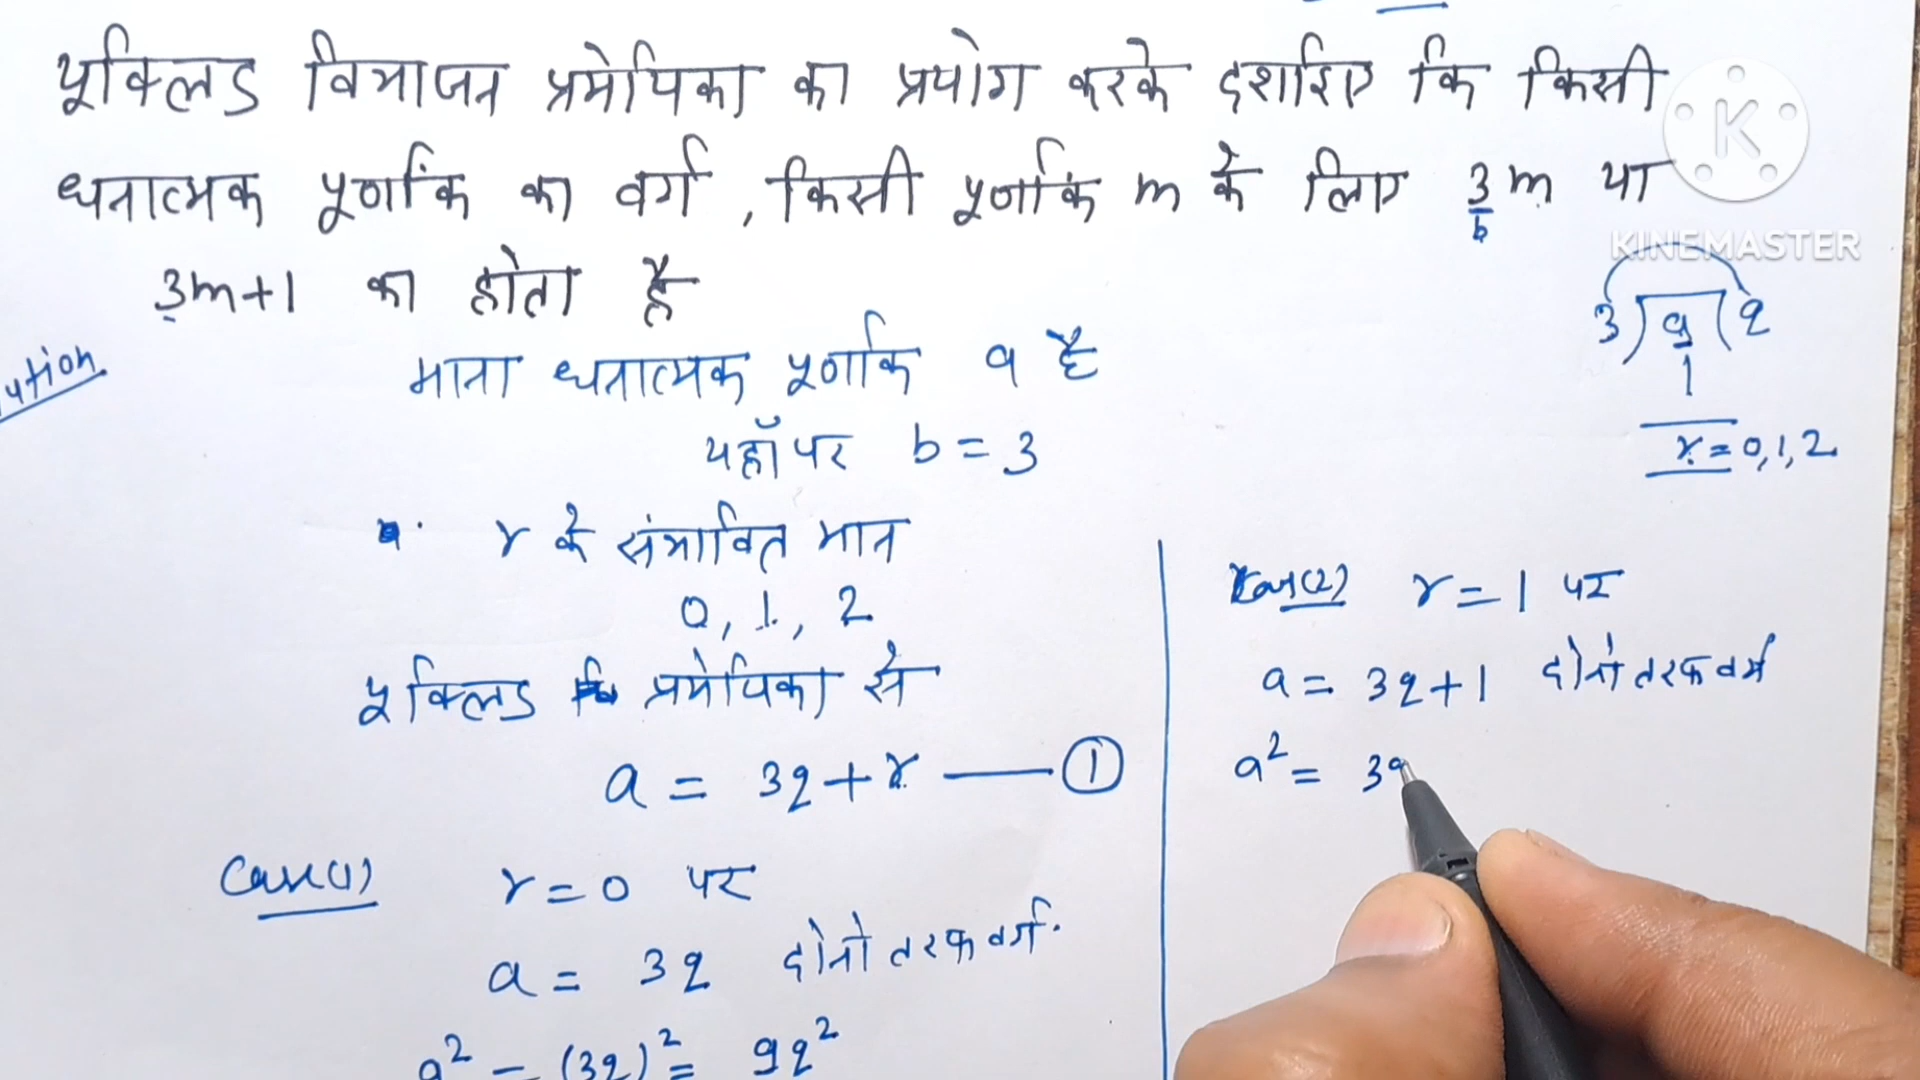 यूक्लिड विभाजन प्रमेयिका का प्रयोग करके दर्शाइए कि किसी
धनात्मक पूर्णांक का वर्ग , किसी पूर्णांक m के लिए 3m या
b
3m+1 का होता है
K
KINEMASTER
3) a (q
1
r = 0,1,2
माना धनात्मक पूर्णांक a है
यहाँ पर b = 3
r के संभावित मान
0, 1, 2
यूक्लिड प्रमेयिका से
a = 3q+r —— ①
Case(1) r = 0 पर
a = 3q दोनो तरफ वर्ग.
a² = (3q)² = 9q²
Case(2) r = 1 पर
a = 3q+1 दोनो तरफ वर्ग
a² = 3q